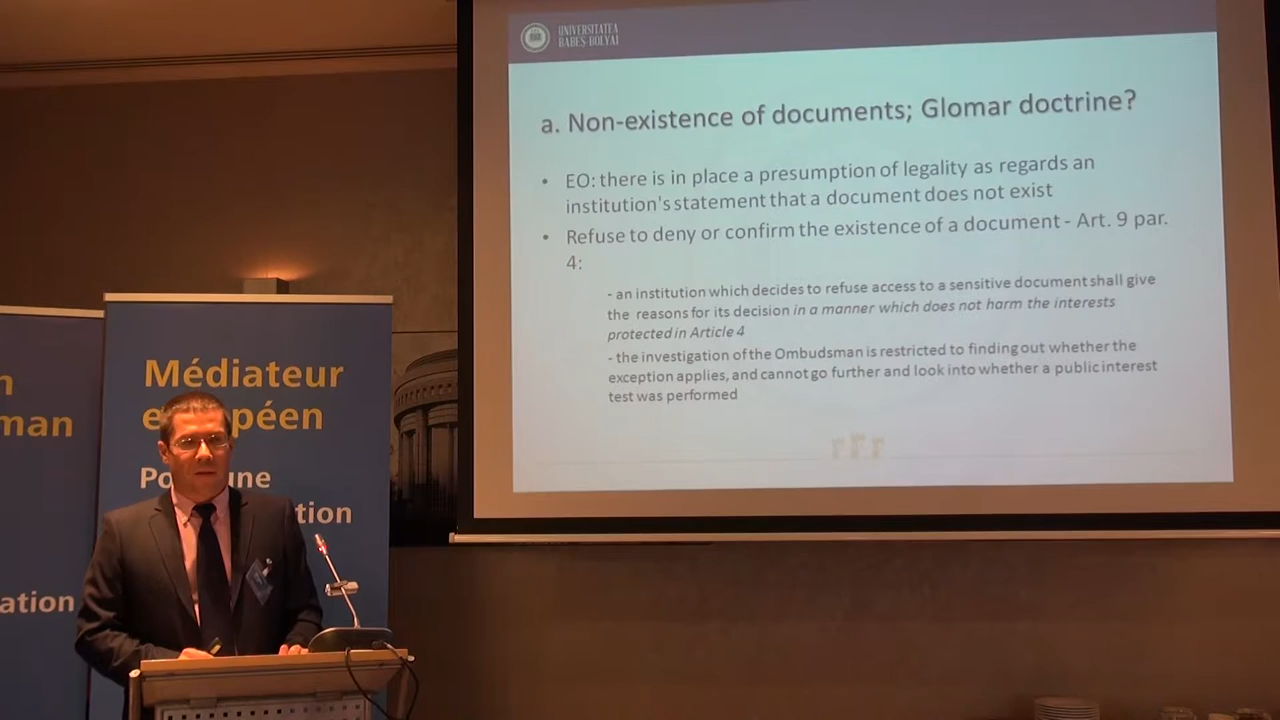 UNIVERSITATEA
BABEȘ-BOLYAI
a. Non-existence of documents; Glomar doctrine?
• EO: there is in place a presumption of legality as regards an
institution's statement that a document does not exist
• Refuse to deny or confirm the existence of a document - Art. 9 par.
4:
- an institution which decides to refuse access to a sensitive document shall give
the reasons for its decision in a manner which does not harm the interests
protected in Article 4
- the investigation of the Ombudsman is restricted to finding out whether the
exception applies, and cannot go further and look into whether a public interest
test was performed
Médiateur
e péen
Po une
tion
n
man
ation